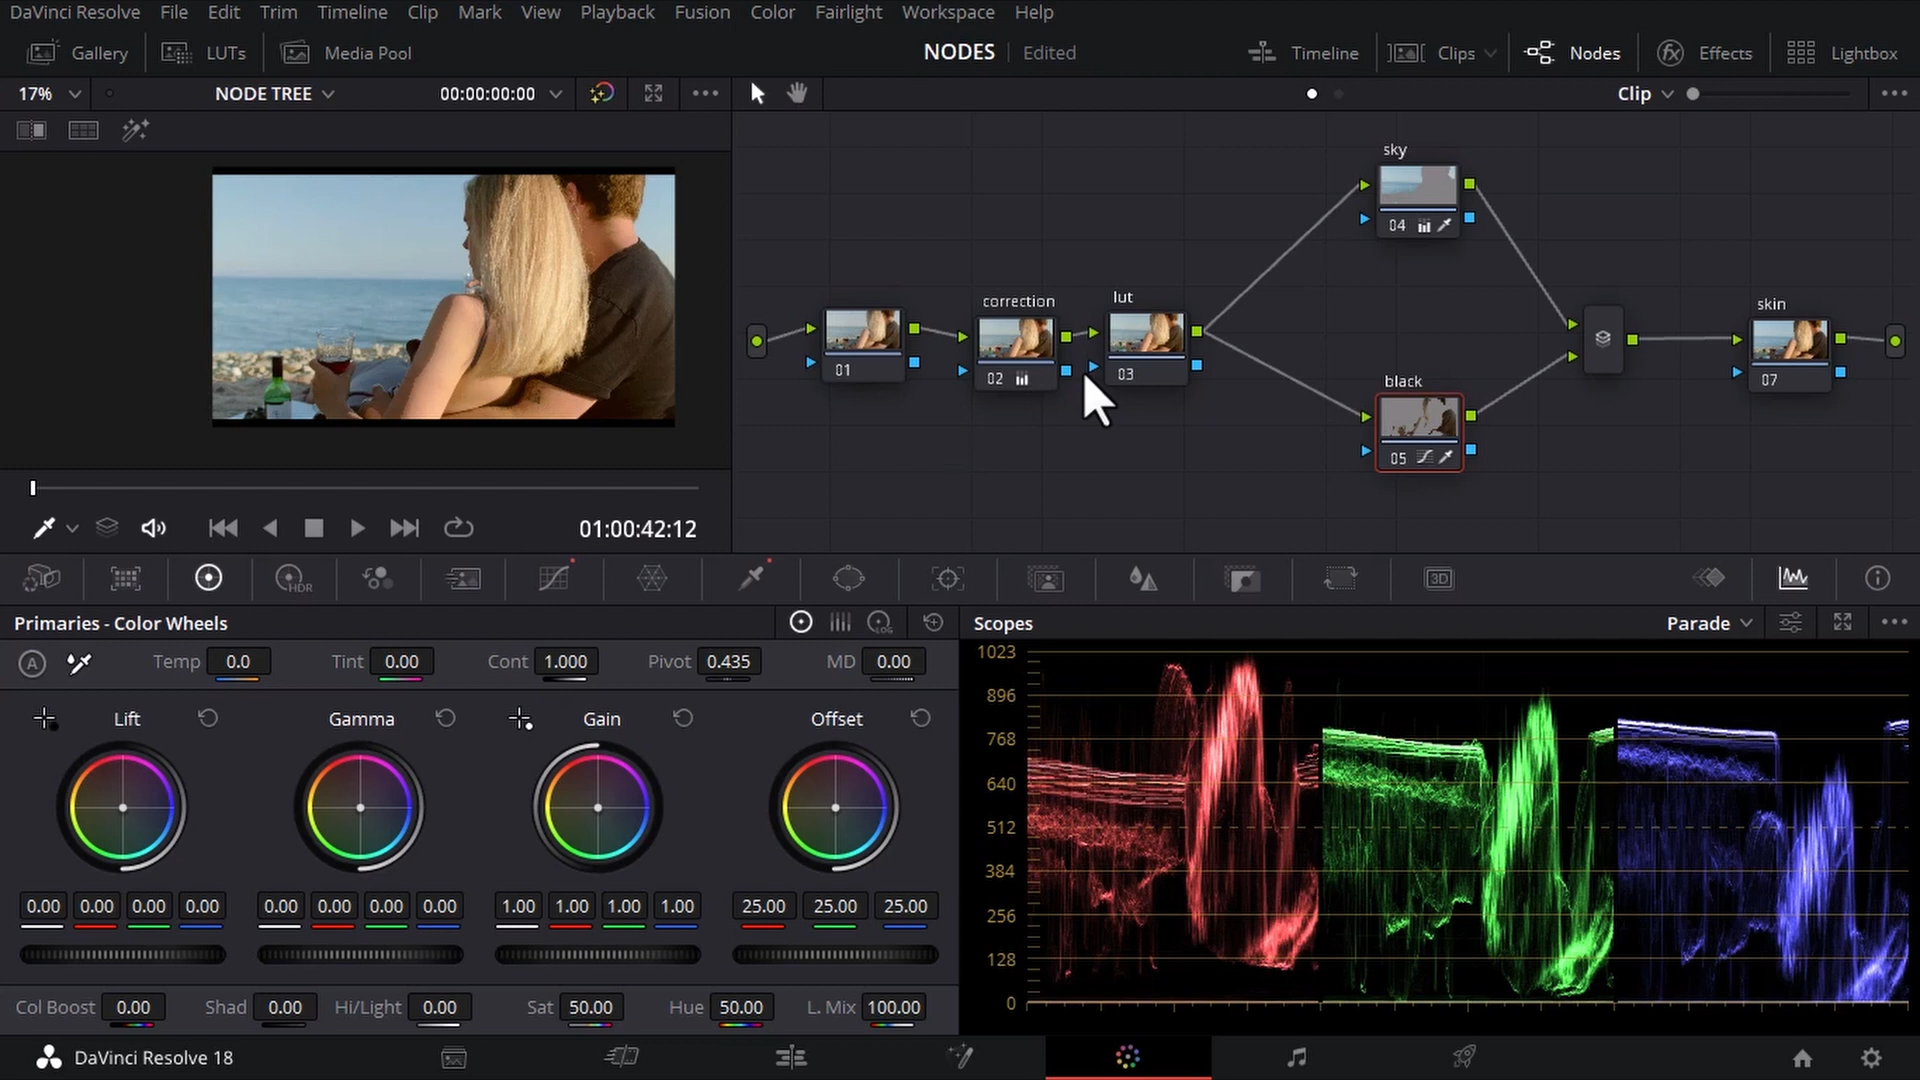 DaVinci Resolve File Edit Trim Timeline Clip Mark View Playback Fusion Color Fairlight Workspace Help
Gallery LUTs Media Pool NODES Edited Timeline Clips Nodes Effects Lightbox
17% NODE TREE 00:00:00:00 Clip
sky
04
correction lut skin
01 02 03 07
black
05
01:00:42:12
HDR 3D
Primaries - Color Wheels LOG Scopes Parade
A Temp 0.0 Tint 0.00 Cont 1.000 Pivot 0.435 MD 0.00
Lift Gamma Gain Offset
0.00 0.00 0.00 0.00 0.00 0.00 0.00 0.00 1.00 1.00 1.00 1.00 25.00 25.00 25.00
Col Boost 0.00 Shad 0.00 Hi/Light 0.00 Sat 50.00 Hue 50.00 L. Mix 100.00
1023
896
768
640
512
384
256
128
0
DaVinci Resolve 18